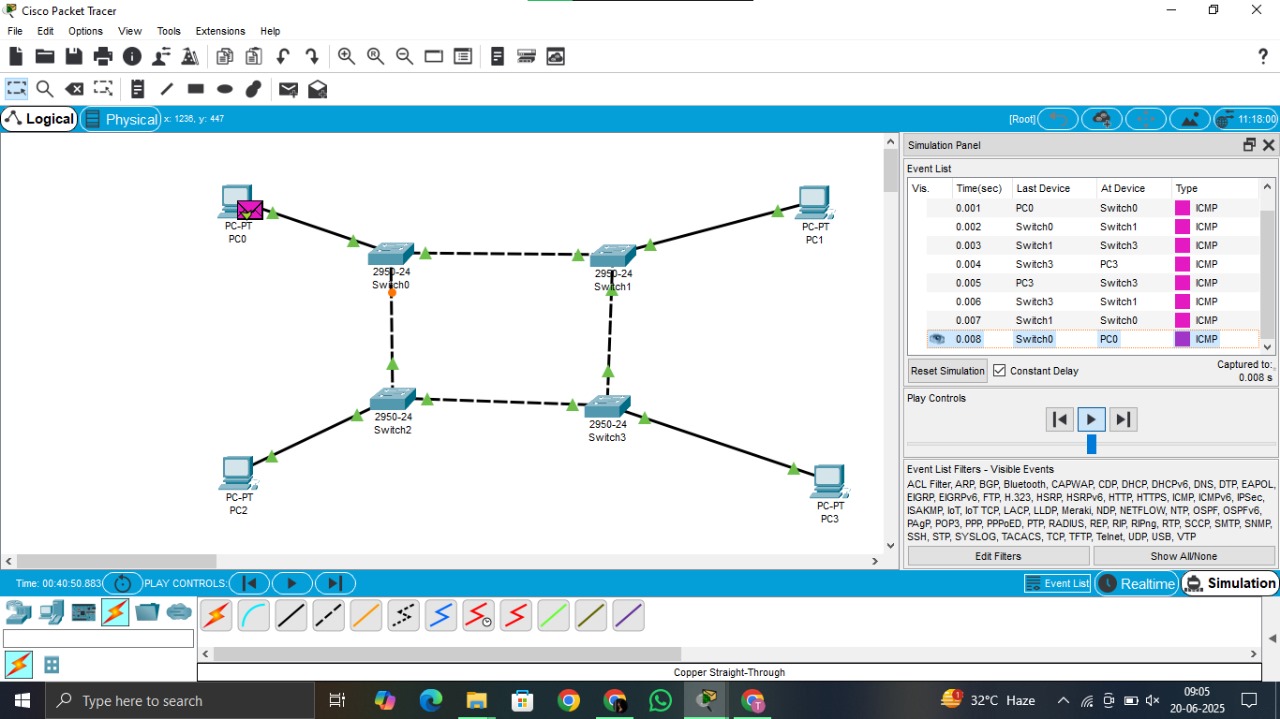 Cisco Packet Tracer
File Edit Options View Tools Extensions Help
Logical Physical x: 1236, y: 447 [Root] 11:18:00
PC-PT
PC0
PC-PT
PC1
2950-24
Switch0
2950-24
Switch1
2950-24
Switch2
2950-24
Switch3
PC-PT
PC2
PC-PT
PC3
Simulation Panel
Event List
Vis. Time(sec) Last Device At Device Type
0.001 PC0 Switch0 ICMP
0.002 Switch0 Switch1 ICMP
0.003 Switch1 Switch3 ICMP
0.004 Switch3 PC3 ICMP
0.005 PC3 Switch3 ICMP
0.006 Switch3 Switch1 ICMP
0.007 Switch1 Switch0 ICMP
0.008 Switch0 PC0 ICMP
Reset Simulation Constant Delay Captured to:
0.008 s
Play Controls
Event List Filters - Visible Events
ACL Filter, ARP, BGP, Bluetooth, CAPWAP, CDP, DHCP, DHCPv6, DNS, DTP, EAPOL,
EIGRP, EIGRPv6, FTP, H.323, HSRP, HSRPv6, HTTP, HTTPS, ICMP, ICMPv6, IPSec,
ISAKMP, IoT, IoT TCP, LACP, LLDP, Meraki, NDP, NETFLOW, NTP, OSPF, OSPFv6,
PAgP, POP3, PPP, PPPoED, PTP, RADIUS, REP, RIP, RIPng, RTP, SCCP, SMTP, SNMP,
SSH, STP, SYSLOG, TACACS, TCP, TFTP, Telnet, UDP, USB, VTP
Edit Filters Show All/None
Time: 00:40:50.883 PLAY CONTROLS: Event List Realtime Simulation
Copper Straight-Through
Type here to search 32°C Haze 09:05
20-06-2025